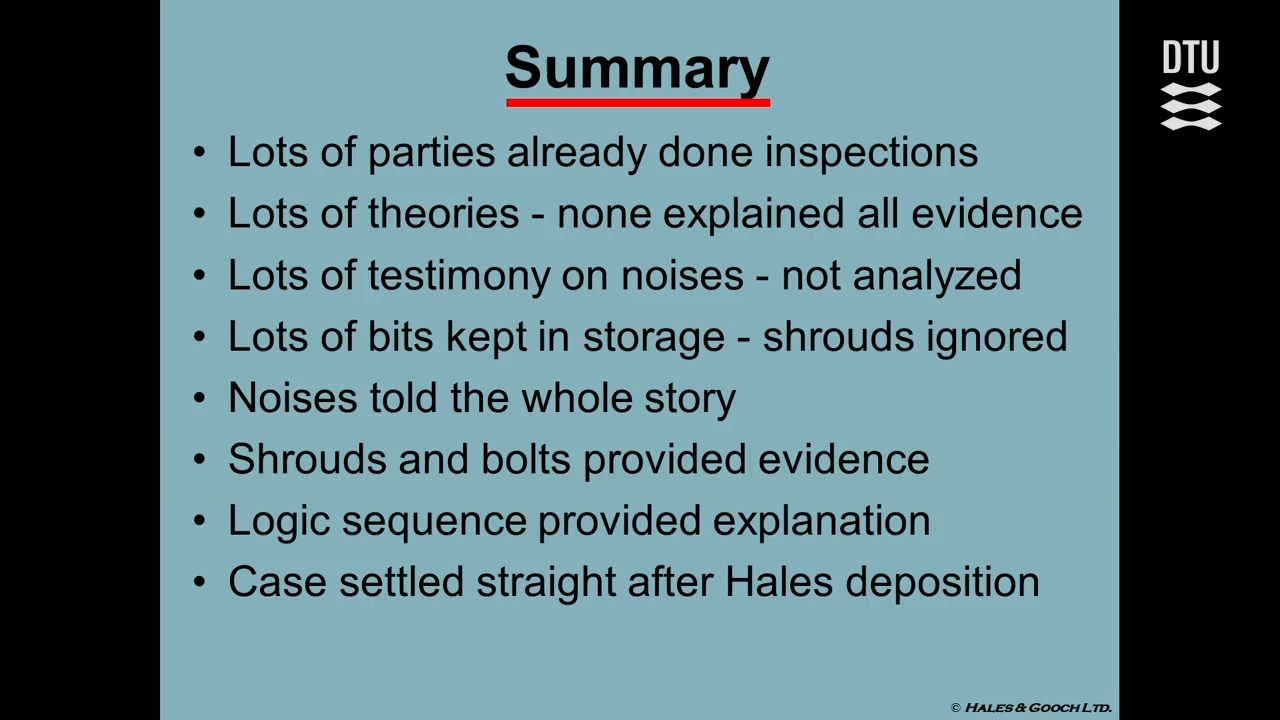 Summary
DTU
• Lots of parties already done inspections
• Lots of theories - none explained all evidence
• Lots of testimony on noises - not analyzed
• Lots of bits kept in storage - shrouds ignored
• Noises told the whole story
• Shrouds and bolts provided evidence
• Logic sequence provided explanation
• Case settled straight after Hales deposition
© Hales & Gooch Ltd.